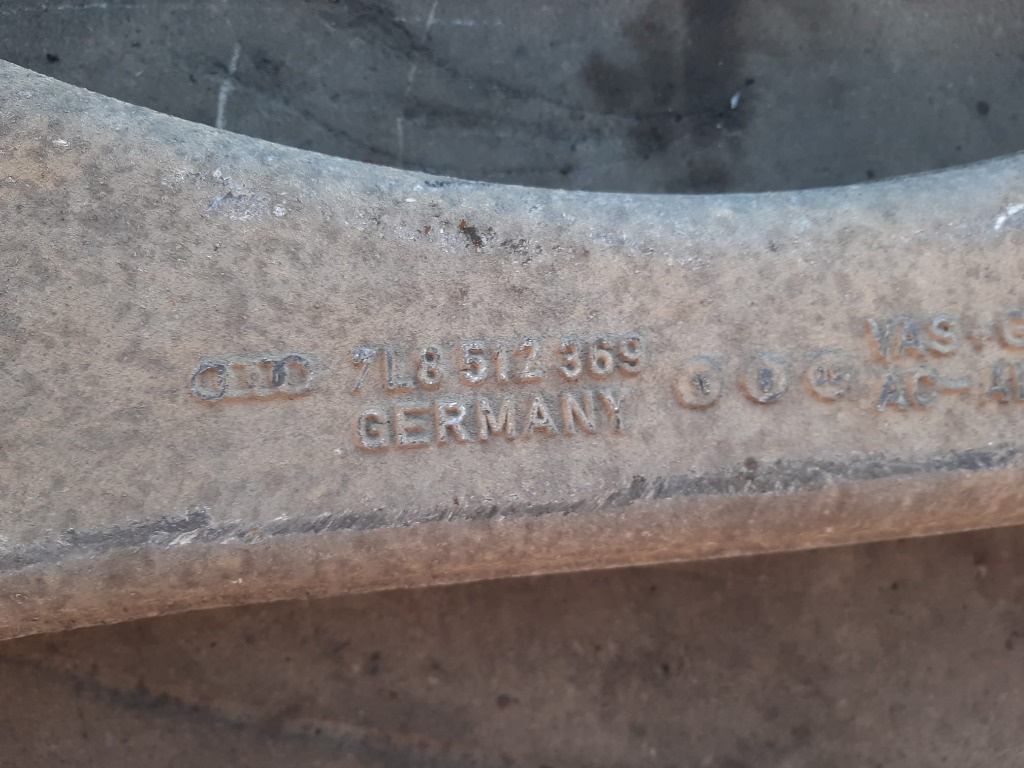 7L8 512 369
GERMANY
VAS-G
AC-A